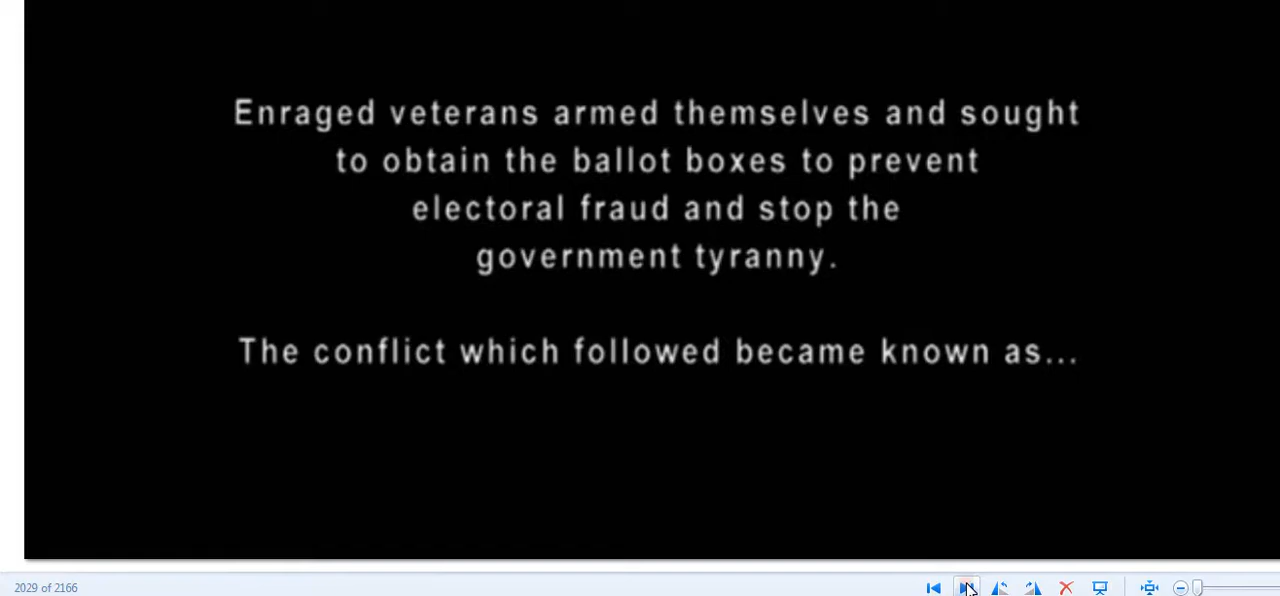 Enraged veterans armed themselves and sought
to obtain the ballot boxes to prevent
electoral fraud and stop the
government tyranny.
The conflict which followed became known as...
2029 of 2166